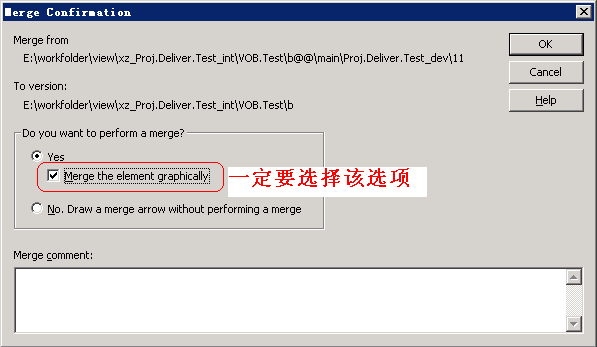 Merge Confirmation
Merge from
E:\workfolder\view\xz_Proj.Deliver.Test_int\VOB.Test\b@@\main\Proj.Deliver.Test_dev\11
To version:
E:\workfolder\view\xz_Proj.Deliver.Test_int\VOB.Test\b
Do you want to perform a merge?
Yes
Merge the element graphically
一定要选择该选项
No. Draw a merge arrow without performing a merge
Merge comment:
OK
Cancel
Help